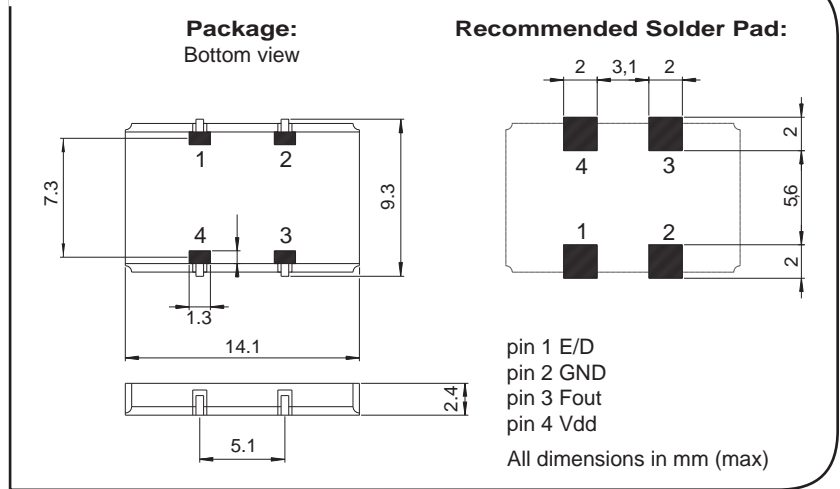 Package:
Bottom view
1 2
7.3
9.3
4 3
1.3
14.1
2.4
5.1
Recommended Solder Pad:
2 3,1 2
2
4 3
5,6
1 2
2
pin 1 E/D
pin 2 GND
pin 3 Fout
pin 4 Vdd
All dimensions in mm (max)